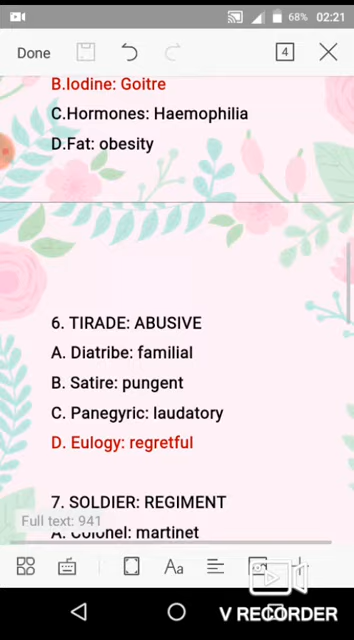 68% 02:21
Done 4
B.Iodine: Goitre
C.Hormones: Haemophilia
D.Fat: obesity
6. TIRADE: ABUSIVE
A. Diatribe: familial
B. Satire: pungent
C. Panegyric: laudatory
D. Eulogy: regretful
7. SOLDIER: REGIMENT
Full text: 941
A. Colonel: martinet
Aa
V RECORDER